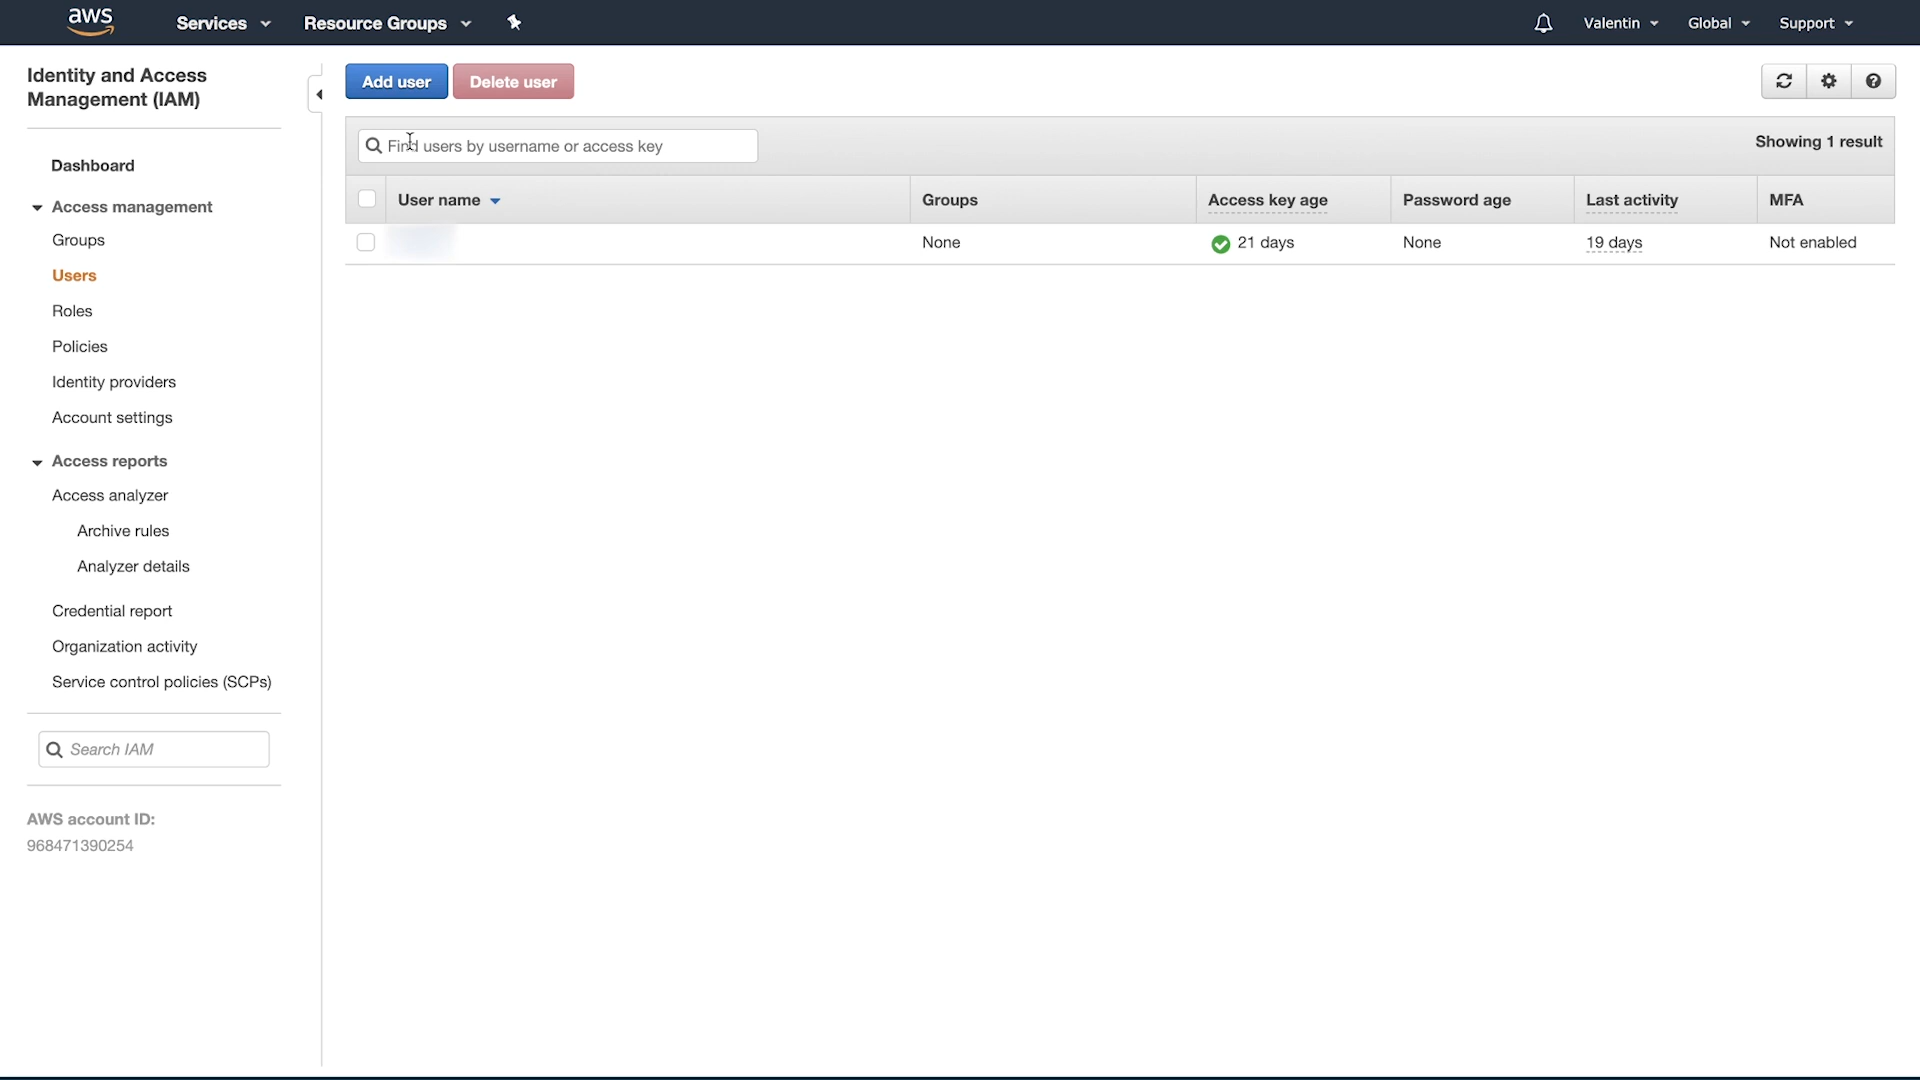 aws Services Resource Groups Valentin Global Support
Identity and Access
Management (IAM)
Dashboard
Access management
Groups
Users
Roles
Policies
Identity providers
Account settings
Access reports
Access analyzer
Archive rules
Analyzer details
Credential report
Organization activity
Service control policies (SCPs)
Search IAM
AWS account ID:
968471390254
Add user Delete user
Find users by username or access key
Showing 1 result
User name Groups Access key age Password age Last activity MFA
None 21 days None 19 days Not enabled